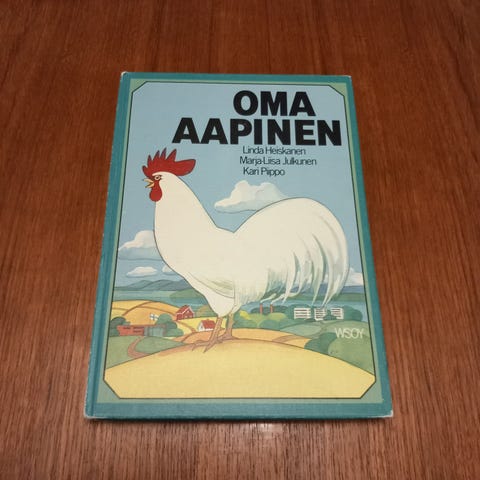 OMA
AAPINEN
Linda Heiskanen
Marja-Liisa Julkunen
Kari Piippo
WSOY